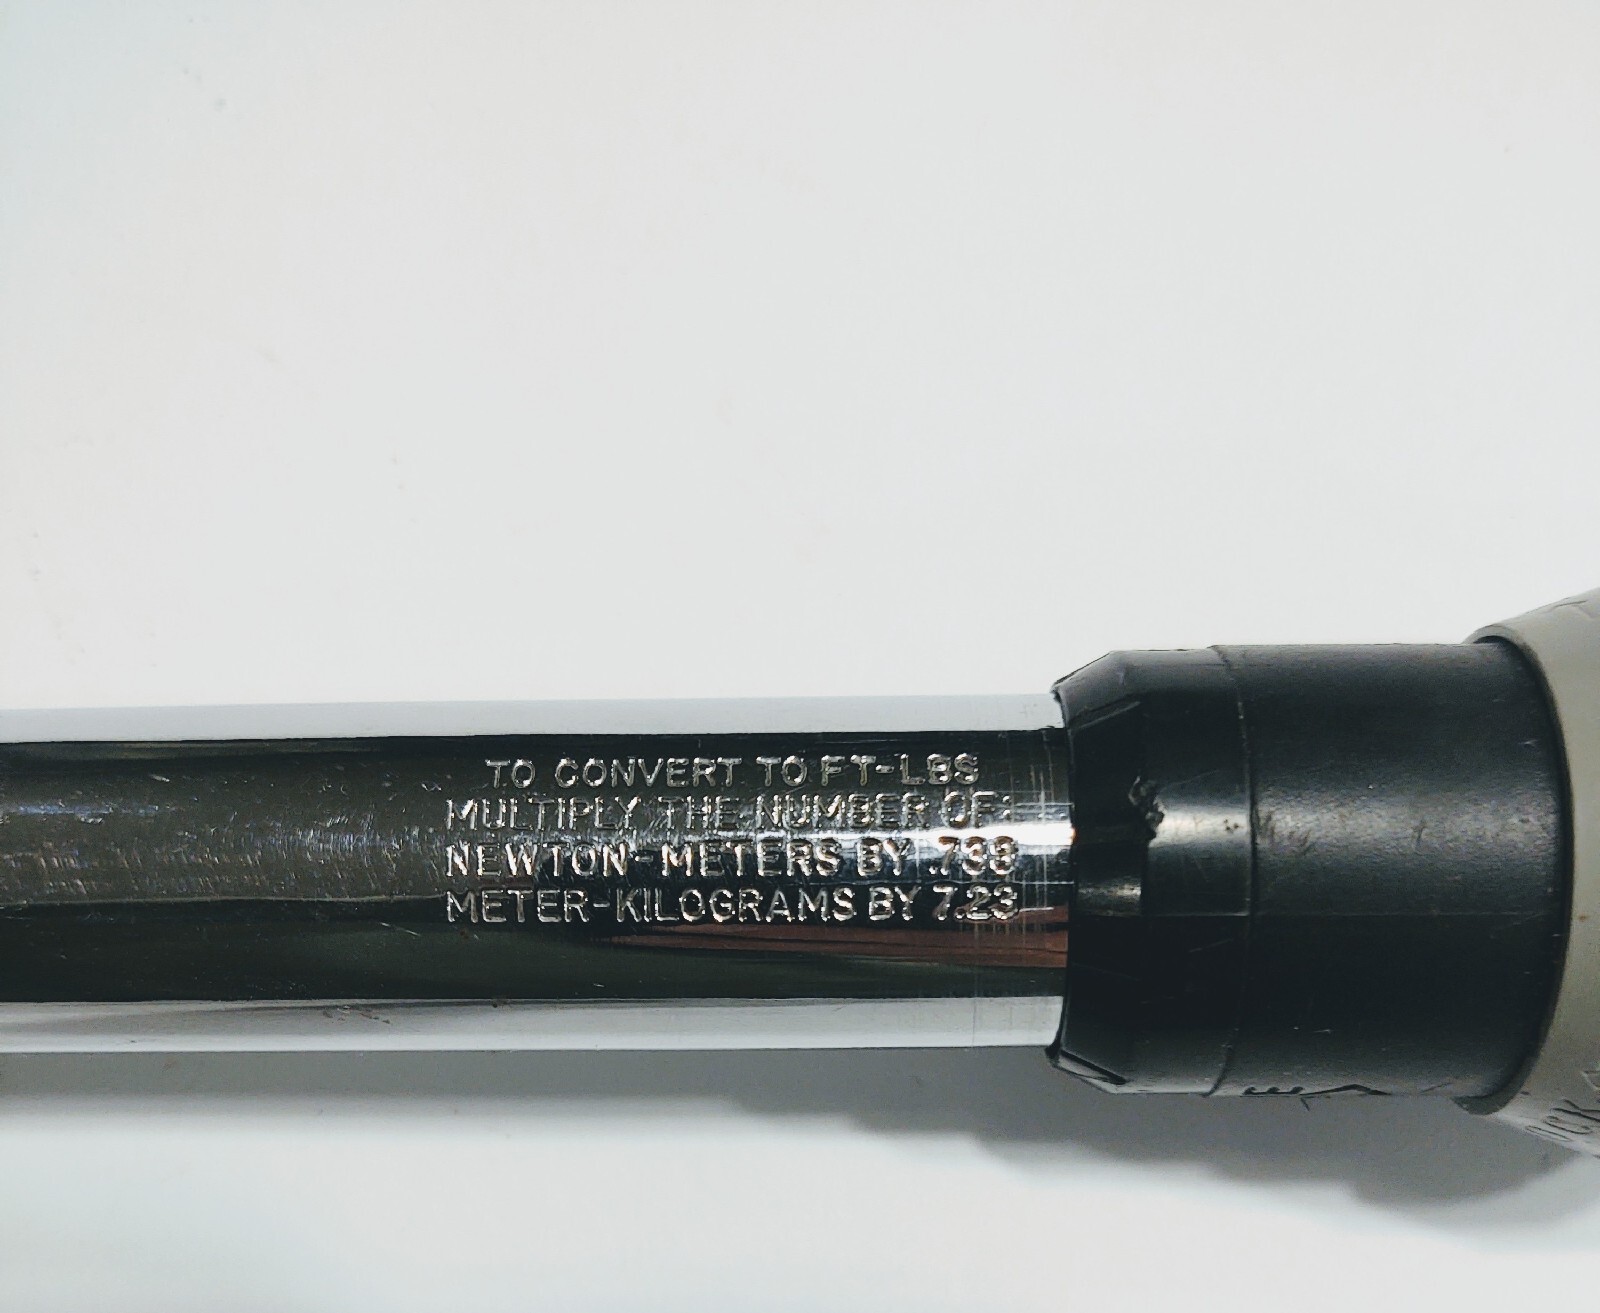 TO CONVERT TO FT-LBS
MULTIPLY THE NUMBER OF:
NEWTON-METERS BY .738
METER-KILOGRAMS BY 7.23